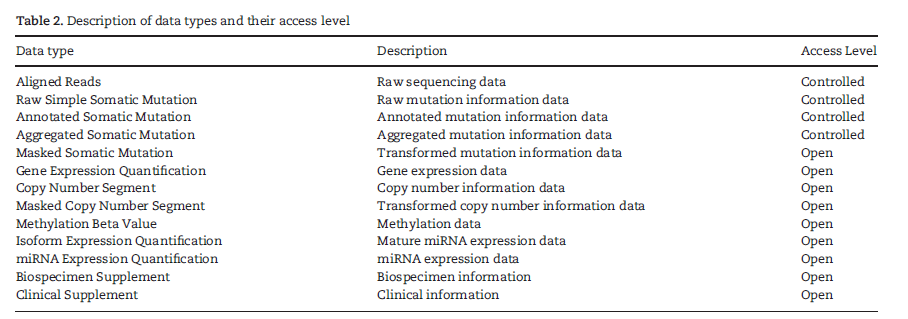 Table 2. Description of data types and their access level
Data type Description Access Level
Aligned Reads Raw sequencing data Controlled
Raw Simple Somatic Mutation Raw mutation information data Controlled
Annotated Somatic Mutation Annotated mutation information data Controlled
Aggregated Somatic Mutation Aggregated mutation information data Controlled
Masked Somatic Mutation Transformed mutation information data Open
Gene Expression Quantification Gene expression data Open
Copy Number Segment Copy number information data Open
Masked Copy Number Segment Transformed copy number information data Open
Methylation Beta Value Methylation data Open
Isoform Expression Quantification Mature miRNA expression data Open
miRNA Expression Quantification miRNA expression data Open
Biospecimen Supplement Biospecimen information Open
Clinical Supplement Clinical information Open